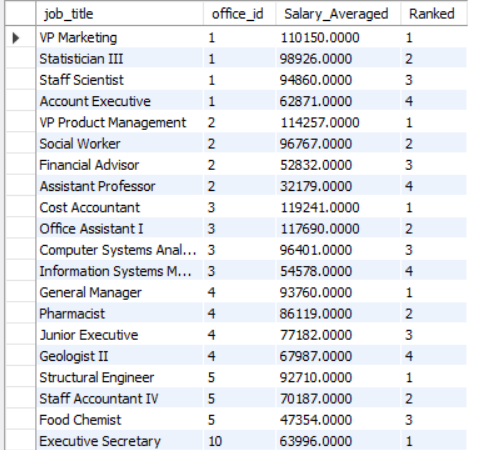 job_title office_id Salary_Averaged Ranked
VP Marketing 1 110150.0000 1
Statistician III 1 98926.0000 2
Staff Scientist 1 94860.0000 3
Account Executive 1 62871.0000 4
VP Product Management 2 114257.0000 1
Social Worker 2 96767.0000 2
Financial Advisor 2 52832.0000 3
Assistant Professor 2 32179.0000 4
Cost Accountant 3 119241.0000 1
Office Assistant I 3 117690.0000 2
Computer Systems Anal... 3 96401.0000 3
Information Systems M... 3 54578.0000 4
General Manager 4 93760.0000 1
Pharmacist 4 86119.0000 2
Junior Executive 4 77182.0000 3
Geologist II 4 67987.0000 4
Structural Engineer 5 92710.0000 1
Staff Accountant IV 5 70187.0000 2
Food Chemist 5 47354.0000 3
Executive Secretary 10 63996.0000 1